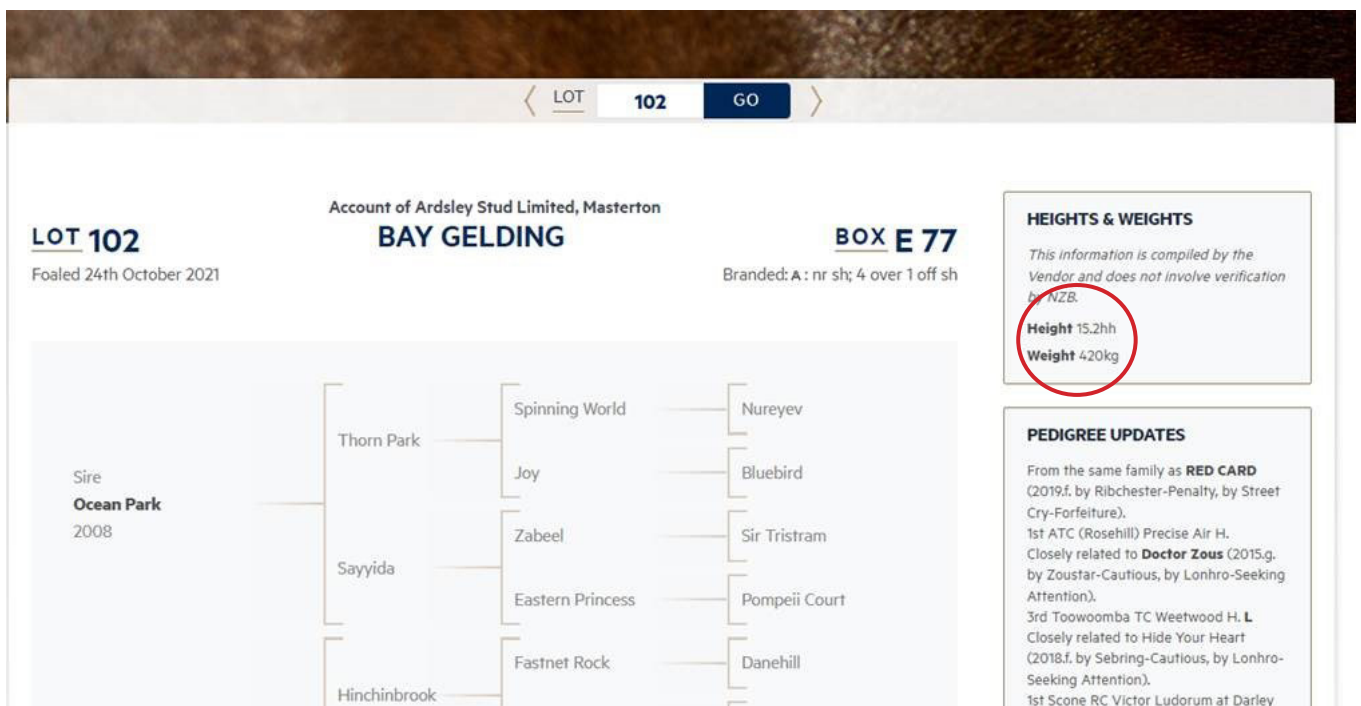 LOT 102 GO
Account of Ardsley Stud Limited, Masterton
LOT 102
BAY GELDING
BOX E 77
Foaled 24th October 2021
Branded: A : nr sh; 4 over 1 off sh
Sire
Ocean Park
2008
Thorn Park
Sayyida
Hinchinbrook
Spinning World
Joy
Zabeel
Eastern Princess
Fastnet Rock
Nureyev
Bluebird
Sir Tristram
Pompeii Court
Danehill
HEIGHTS & WEIGHTS
This information is compiled by the
Vendor and does not involve verification
by NZB.
Height 15.2hh
Weight 420kg
PEDIGREE UPDATES
From the same family as RED CARD
(2019.f. by Ribchester-Penalty, by Street
Cry-Forfeiture).
1st ATC (Rosehill) Precise Air H.
Closely related to Doctor Zous (2015.g.
by Zoustar-Cautious, by Lonhro-Seeking
Attention).
3rd Toowoomba TC Weetwood H. L
Closely related to Hide Your Heart
(2018.f. by Sebring-Cautious, by Lonhro-
Seeking Attention).
1st Scone RC Victor Ludorum at Darley